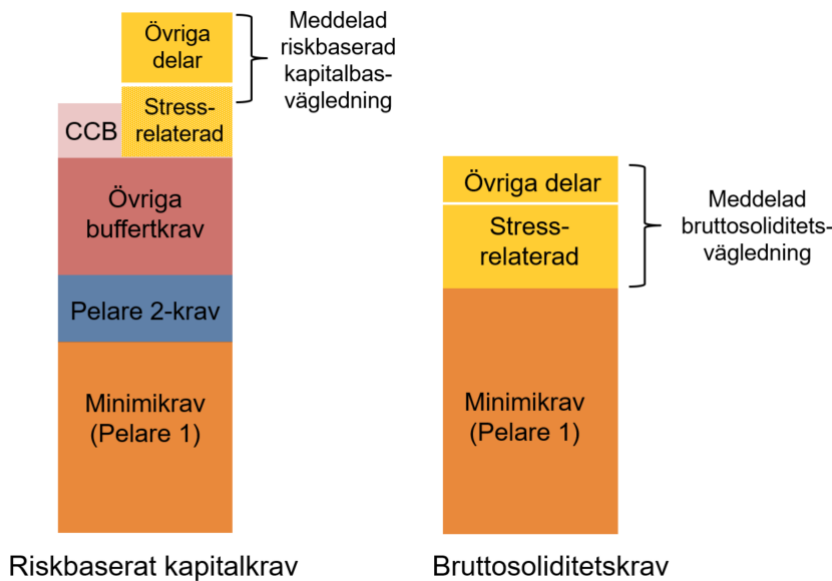 Övriga
delar
Meddelad
riskbaserad
kapitalbas-
vägledning
Stress-
relaterad
CCB
Övriga
buffertkrav
Pelare 2-krav
Minimikrav
(Pelare 1)
Riskbaserat kapitalkrav
Övriga delar
Stress-
relaterad
Meddelad
bruttosoliditets-
vägledning
Minimikrav
(Pelare 1)
Bruttosoliditetskrav